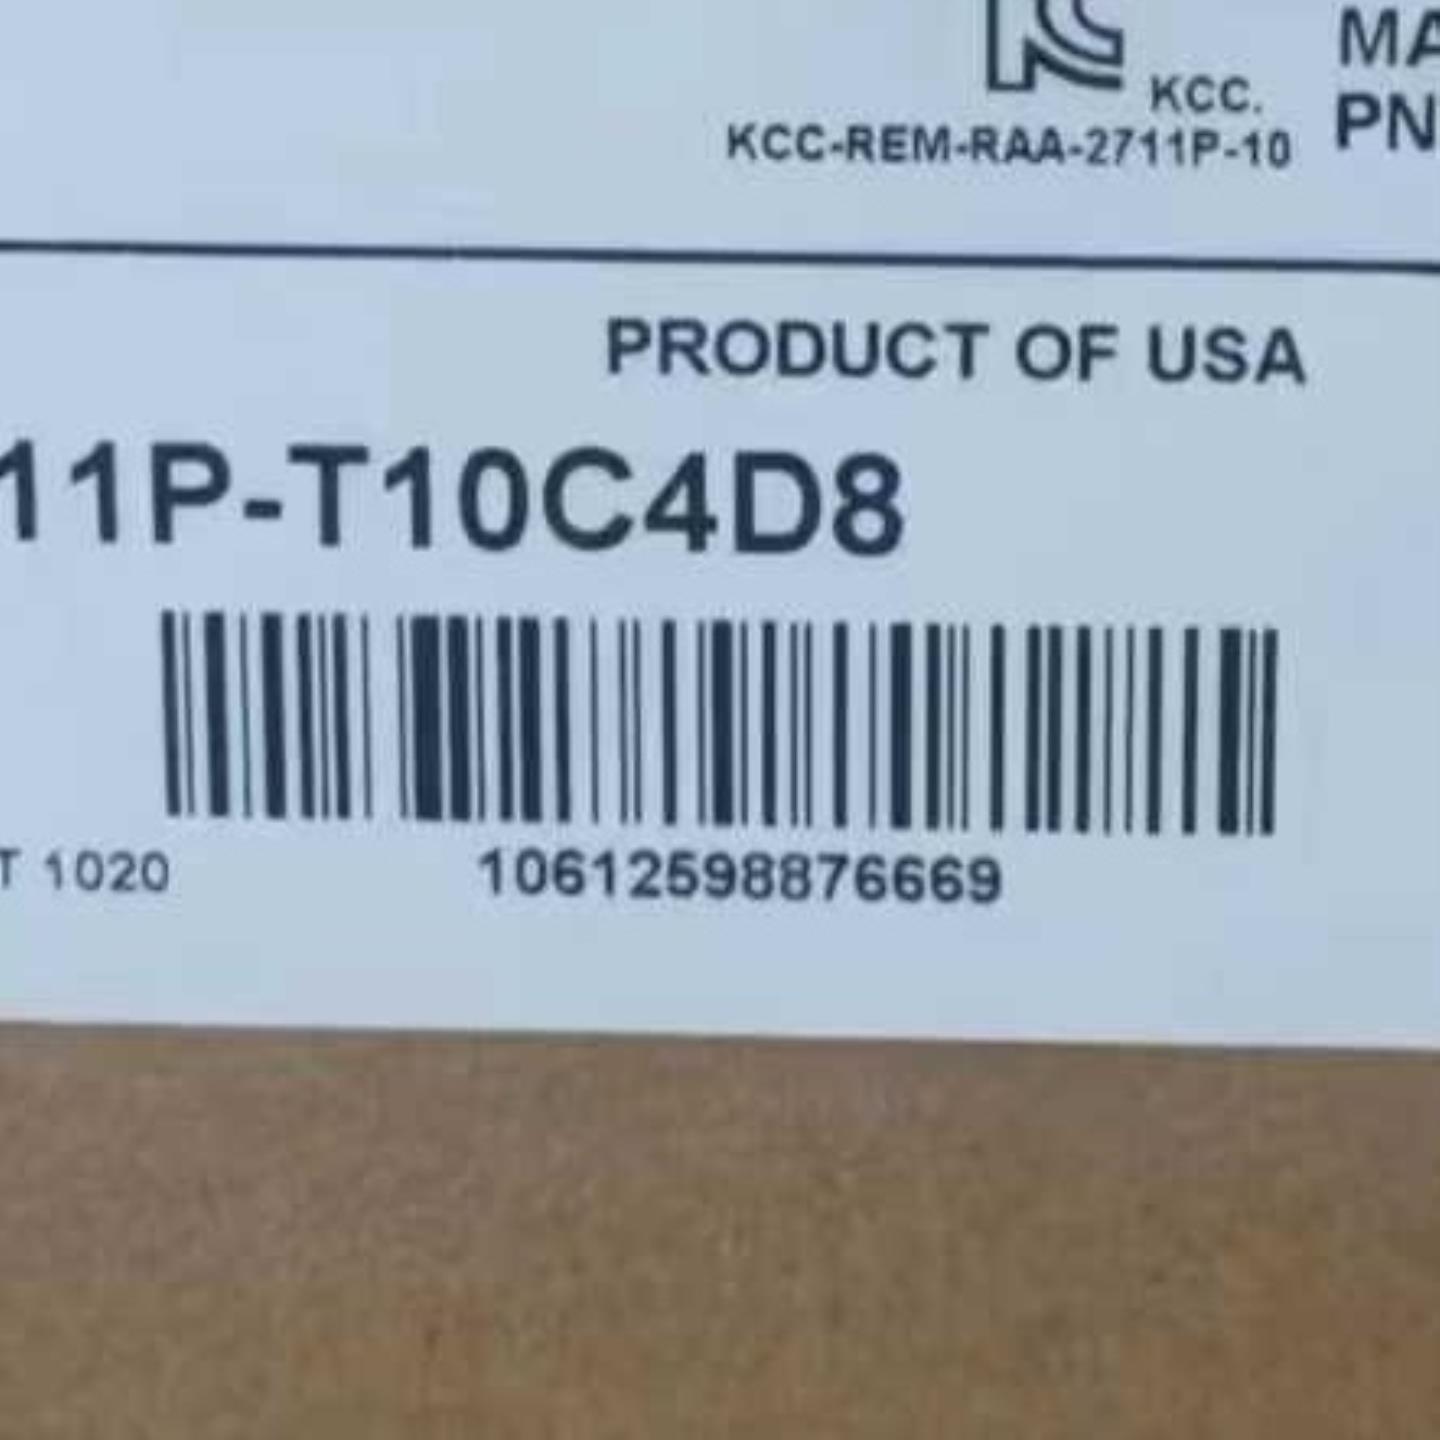 MA
KCC.
KCC-REM-RAA-2711P-10
PN
PRODUCT OF USA
11P-T10C4D8
T 1020
10612598876669